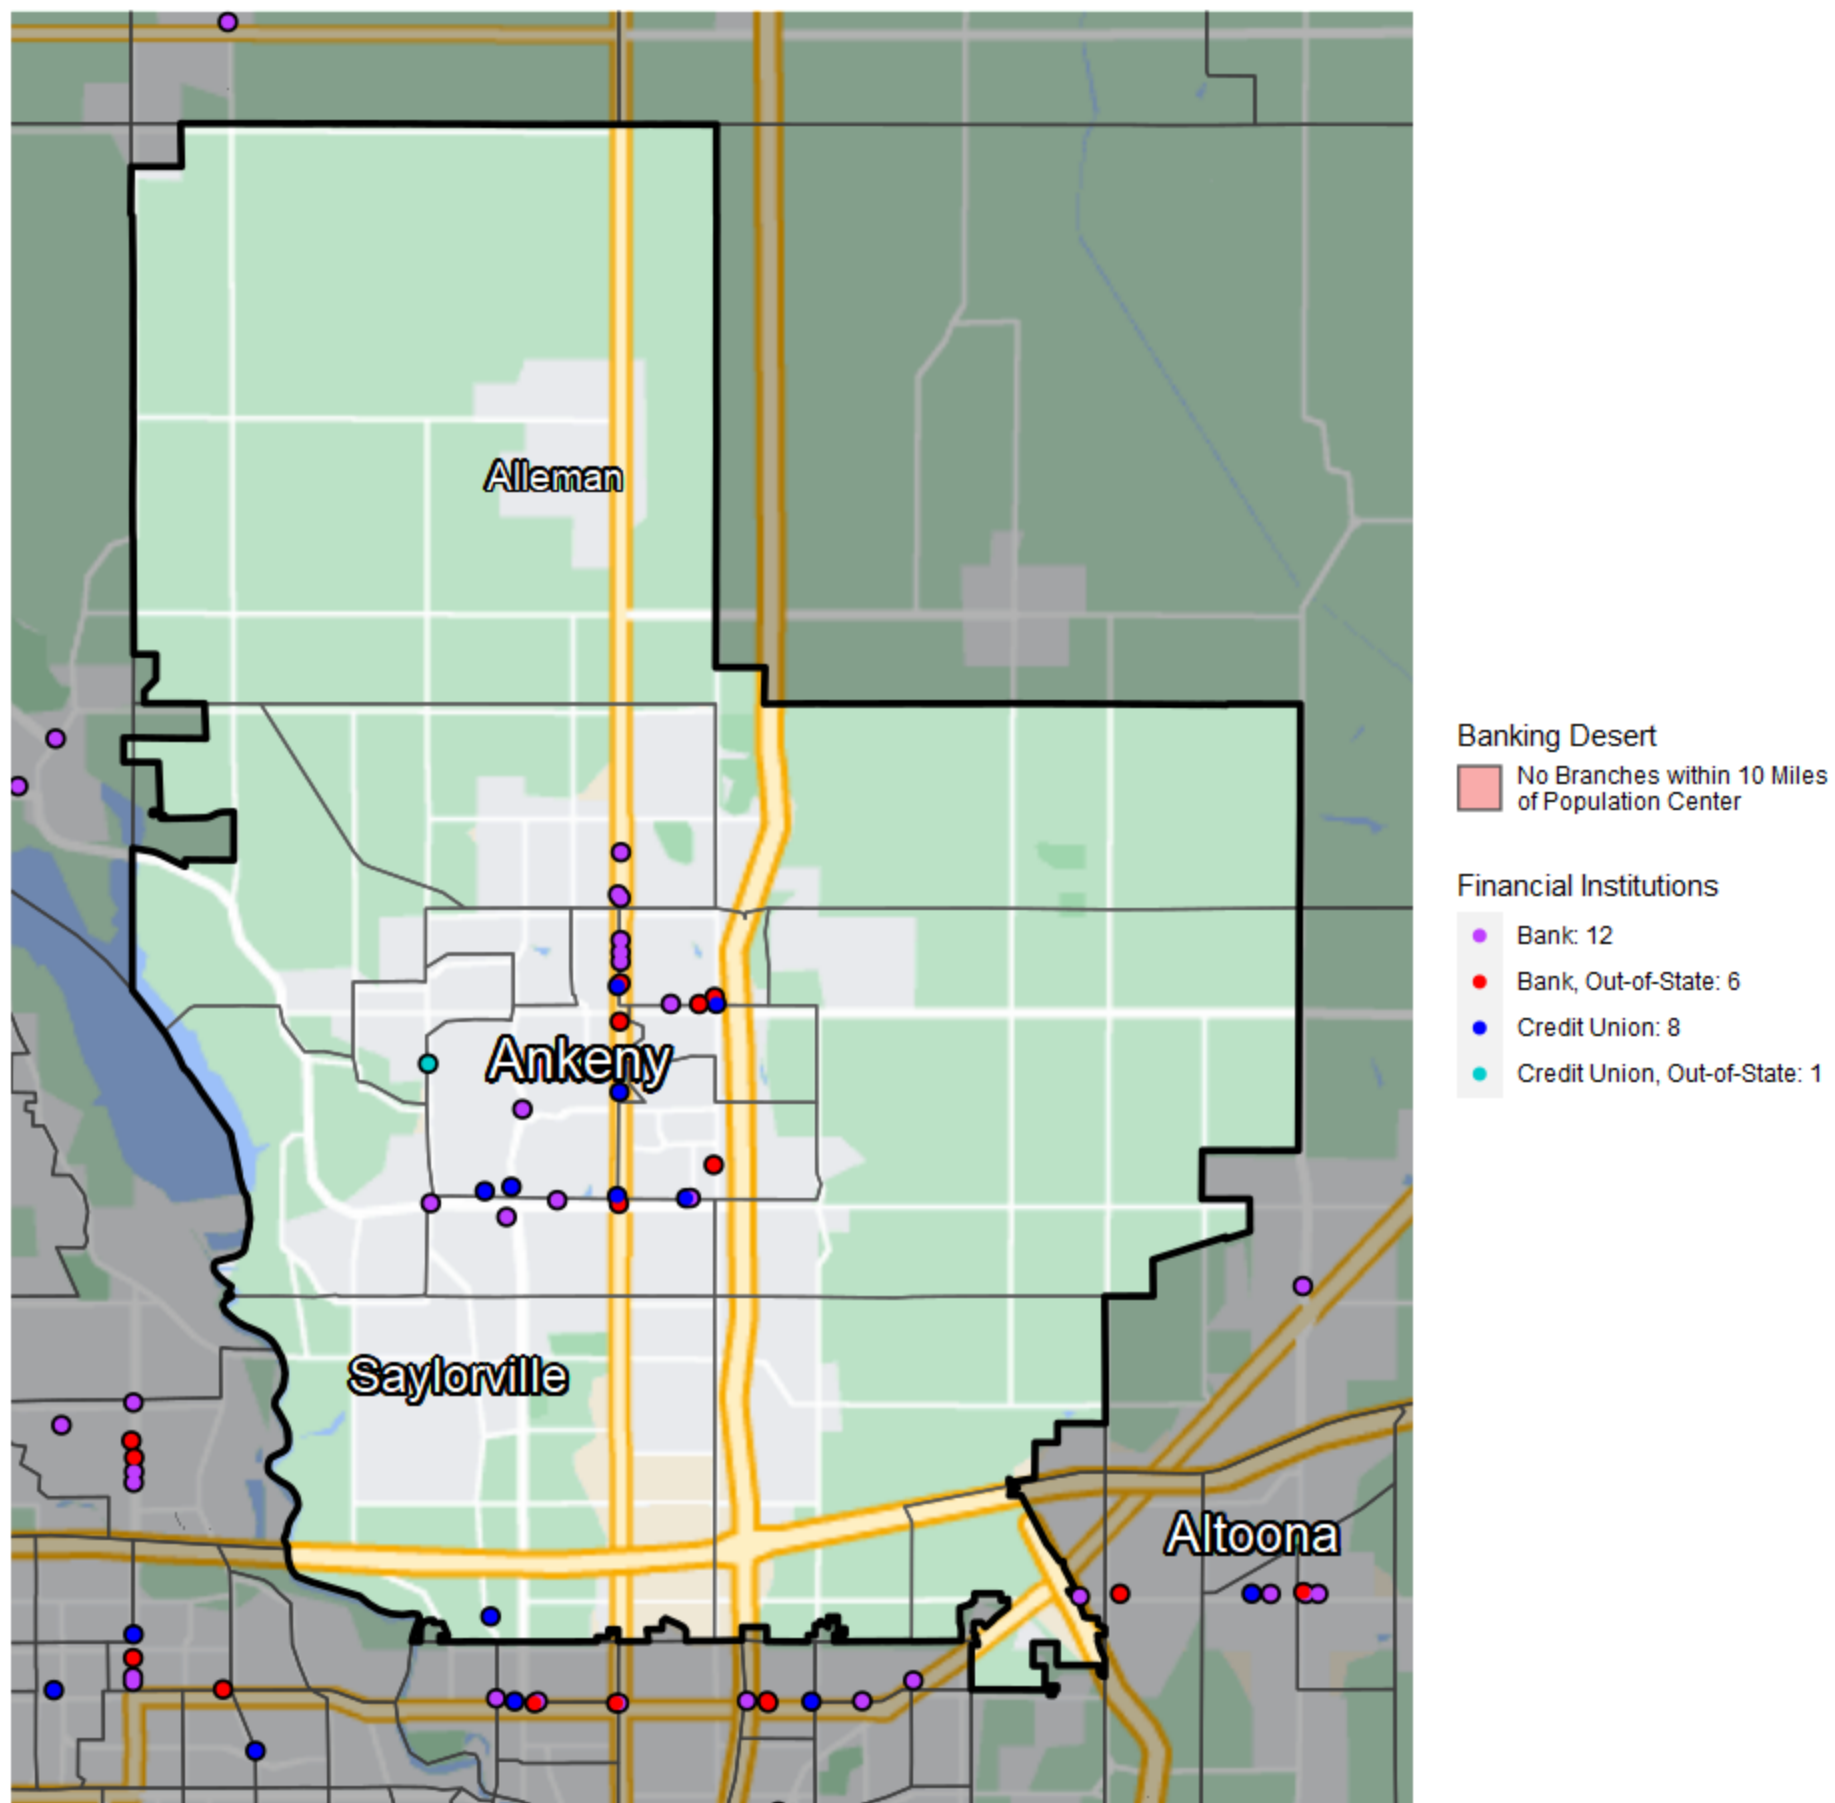 Alleman
Ankeny
Saylorville
Altoona
Banking Desert
No Branches within 10 Miles
of Population Center
Financial Institutions
Bank: 12
Bank, Out-of-State: 6
Credit Union: 8
Credit Union, Out-of-State: 1